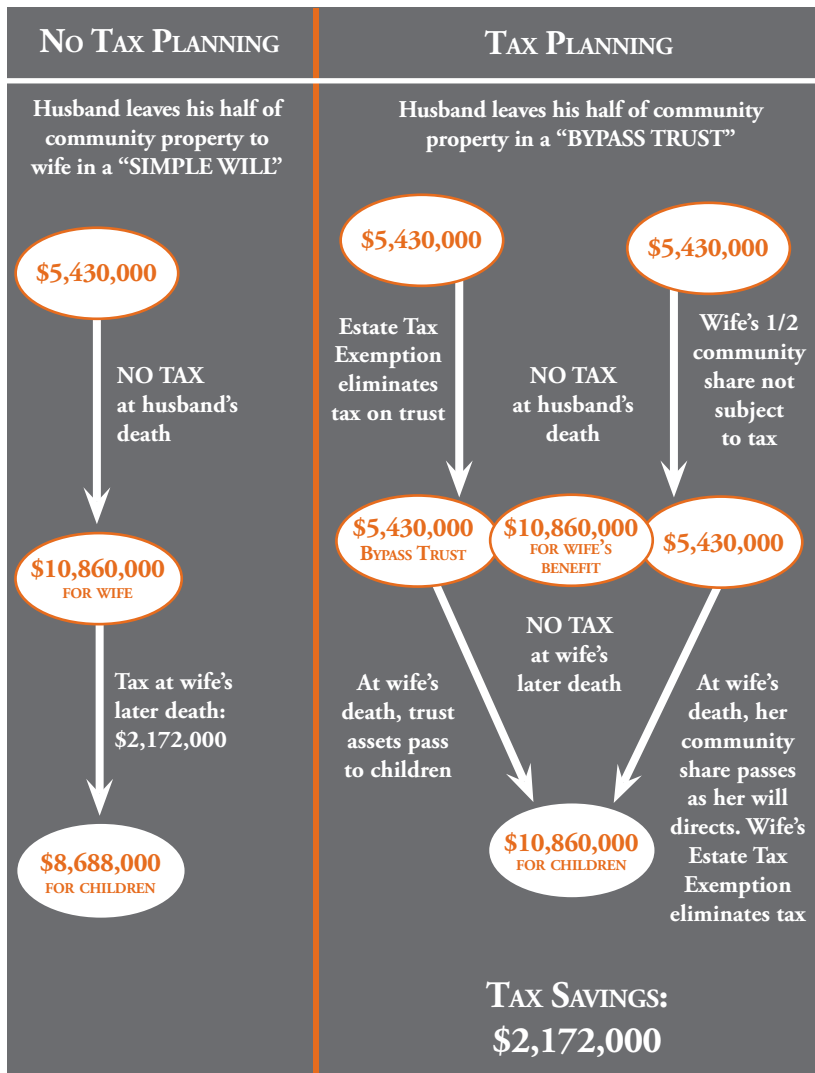 No Tax Planning
Husband leaves his half of
community property to
wife in a “SIMPLE WILL”
$5,430,000
NO TAX
at husband’s
death
$10,860,000
for wife
Tax at wife’s
later death:
$2,172,000
$8,688,000
for children
Tax Planning
Husband leaves his half of community
property in a “BYPASS TRUST”
$5,430,000
$5,430,000
Estate Tax
Exemption
eliminates
tax on trust
NO TAX
at husband’s
death
Wife’s 1/2
community
share not
subject
to tax
$5,430,000
Bypass Trust
$10,860,000
for wife’s
benefit
$5,430,000
At wife’s
death, trust
assets pass
to children
NO TAX
at wife’s
later death
At wife’s
death, her
community
share passes
as her will
directs. Wife’s
Estate Tax
Exemption
eliminates tax
$10,860,000
for children
Tax Savings:
$2,172,000